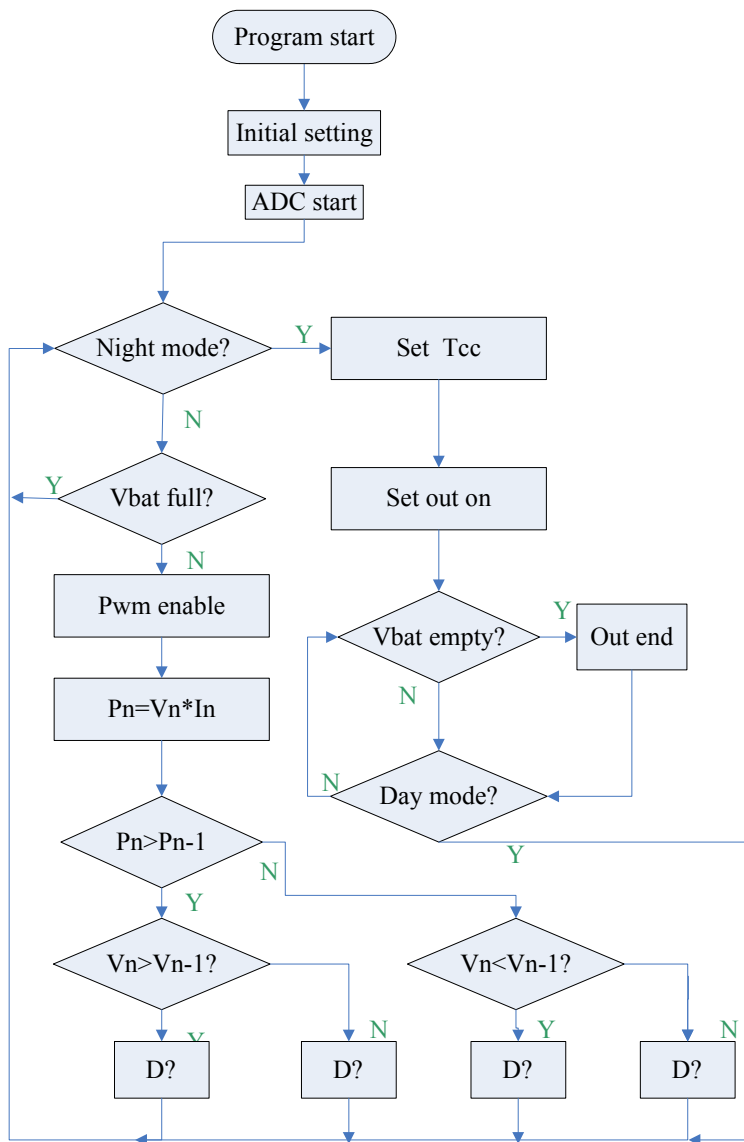 Program start
Initial setting
ADC start
Night mode?
Y
Set Tcc
N
Vbat full?
Y
N
Set out on
Pwm enable
Vbat empty?
Y
Out end
N
Pn=Vn*In
Day mode?
N
Y
Pn>Pn-1
N
Y
Vn>Vn-1?
Vn<Vn-1?
Y
N
Y
N
D?
D?
D?
D?